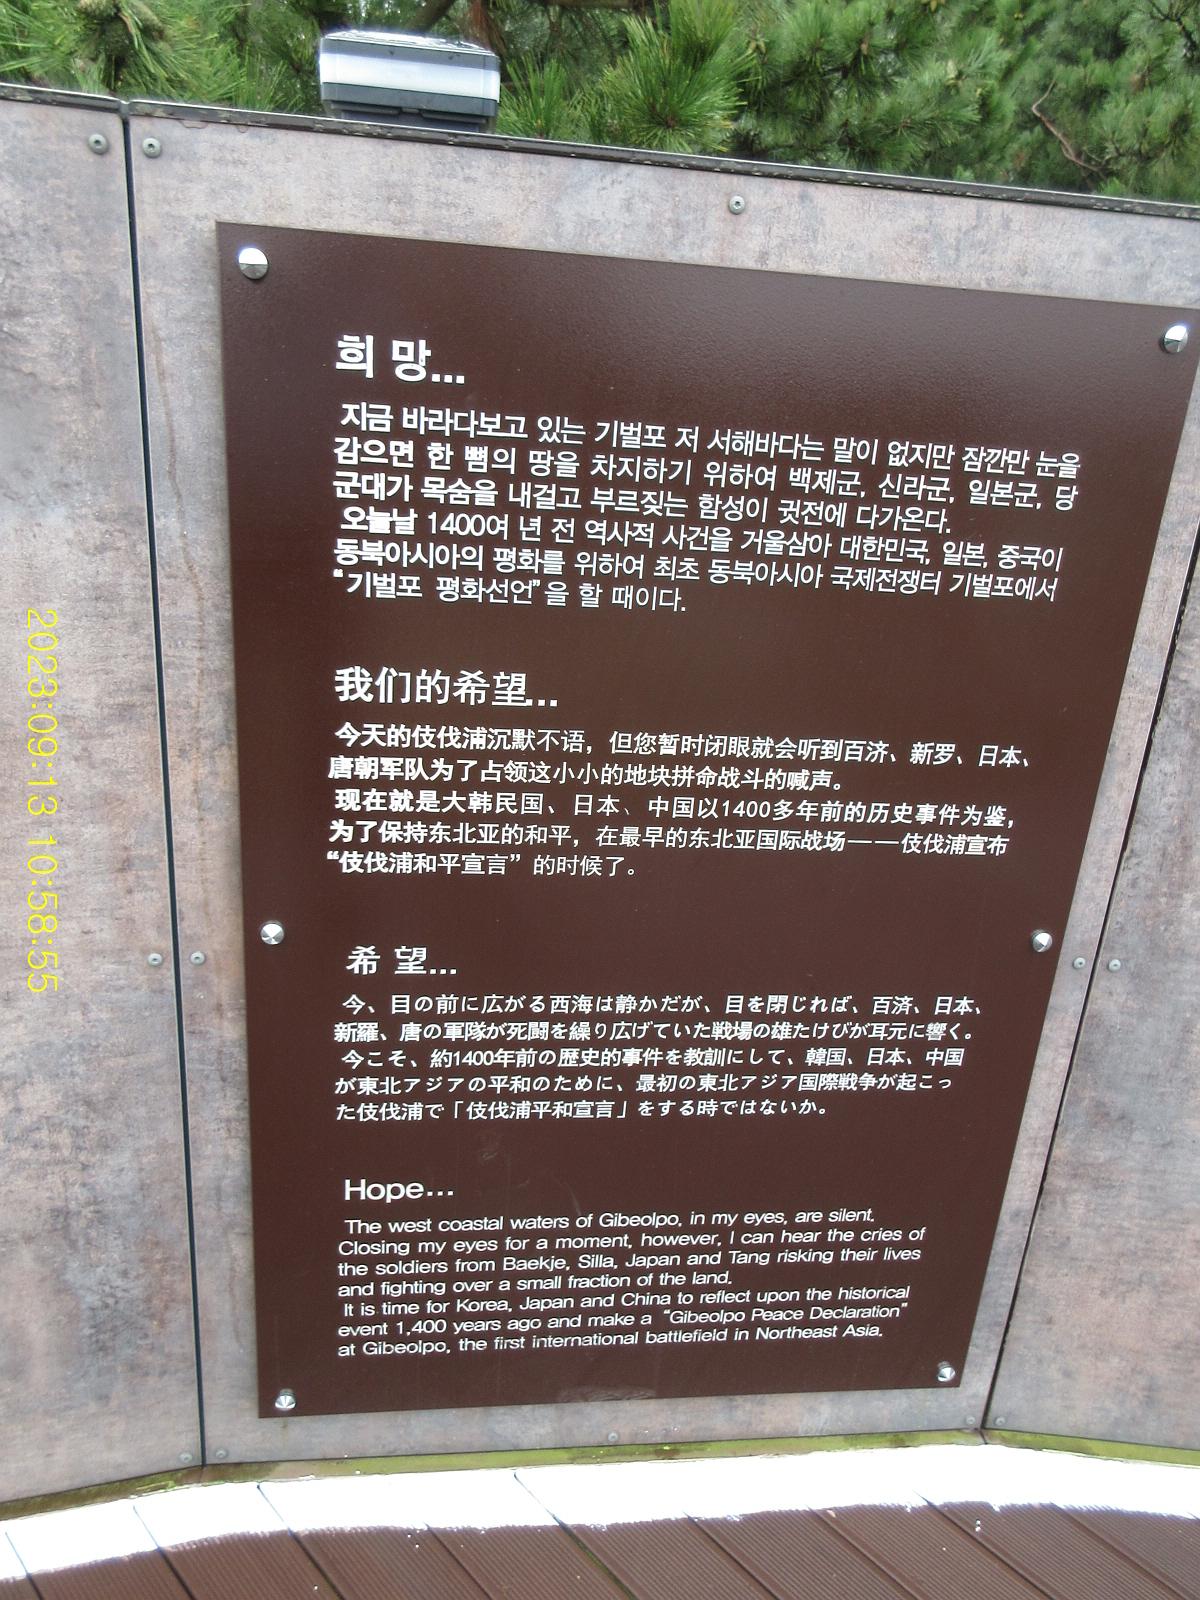 희 망...
지금 바라다보고 있는 기벌포 저 서해바다는 말이 없지만 잠깐만 눈을
감으면 한 뼘의 땅을 차지하기 위하여 백제군, 신라군, 일본군, 당
군대가 목숨을 내걸고 부르짖는 함성이 귓전에 다가온다.
오늘날 1400여 년 전 역사적 사건을 거울삼아 대한민국, 일본, 중국이
동북아시아의 평화를 위하여 최초 동북아시아 국제전쟁터 기벌포에서
“기벌포 평화선언”을 할 때이다.
我们的希望...
今天的伎伐浦沉默不语，但您暂时闭眼就会听到百济、新罗、日本、
唐朝军队为了占领这小小的地块拼命战斗的喊声。
现在就是大韩民国、日本、中国以1400多年前的历史事件为鉴，
为了保持东北亚的和平，在最早的东北亚国际战场——伎伐浦宣布
“伎伐浦和平宣言”的时候了。
希 望...
今、目の前に広がる西海は静かだが、目を閉じれば、百済、日本、
新羅、唐の軍隊が死闘を繰り広げていた戦場の雄たけびが耳元に響く。
今こそ、約1400年前の歴史的事件を教訓にして、韓国、日本、中国
が東北アジアの平和のために、最初の東北アジア国際戦争が起こっ
た伎伐浦で「伎伐浦平和宣言」をする時ではないか。
Hope...
The west coastal waters of Gibeolpo, in my eyes, are silent.
Closing my eyes for a moment, however, I can hear the cries of
the soldiers from Baekje, Silla, Japan and Tang risking their lives
and fighting over a small fraction of the land.
It is time for Korea, Japan and China to reflect upon the historical
event 1,400 years ago and make a “Gibeolpo Peace Declaration”
at Gibeolpo, the first international battlefield in Northeast Asia.
2023:09:13 10:58:55